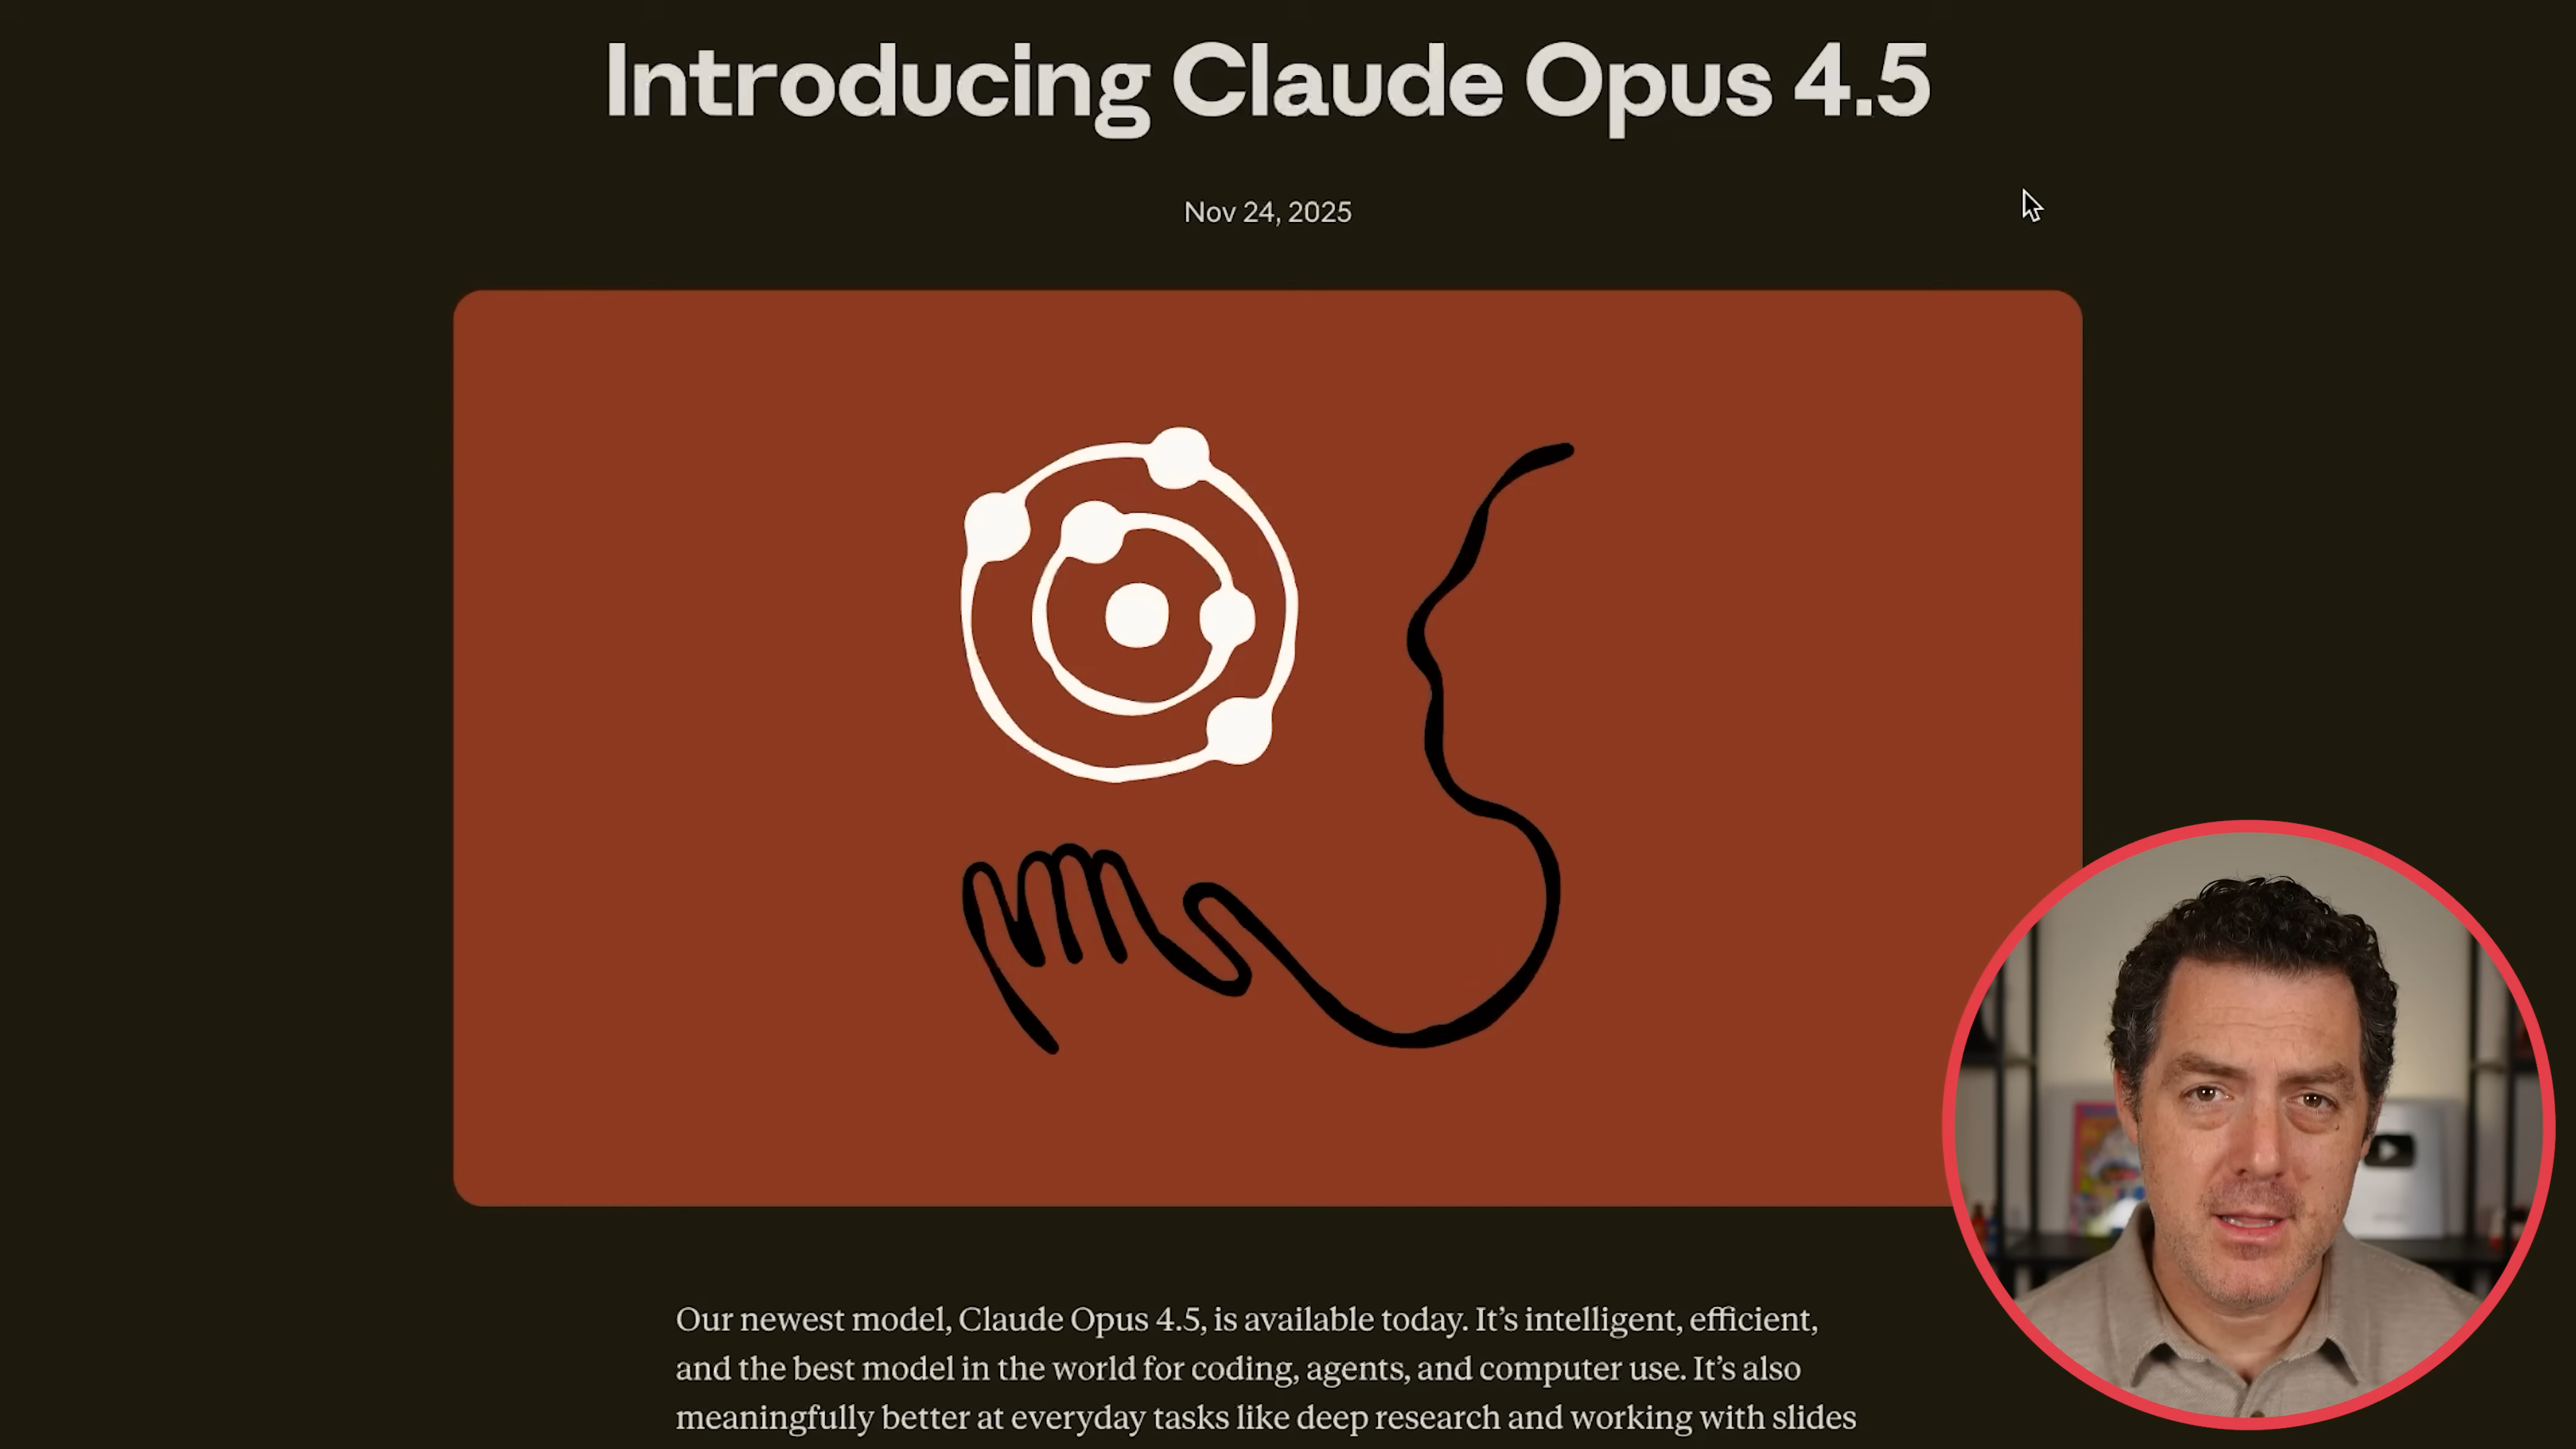 Introducing Claude Opus 4.5
Nov 24, 2025
Our newest model, Claude Opus 4.5, is available today. It’s intelligent, efficient,
and the best model in the world for coding, agents, and computer use. It’s also
meaningfully better at everyday tasks like deep research and working with slides